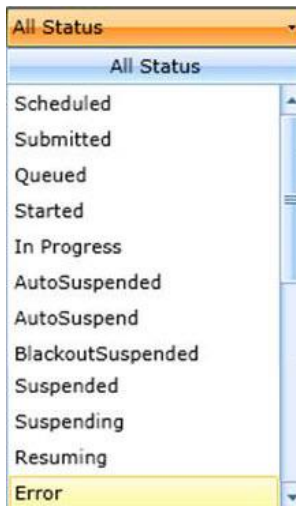 All Status
All Status
Scheduled
Submitted
Queued
Started
In Progress
AutoSuspended
AutoSuspend
BlackoutSuspended
Suspended
Suspending
Resuming
Error